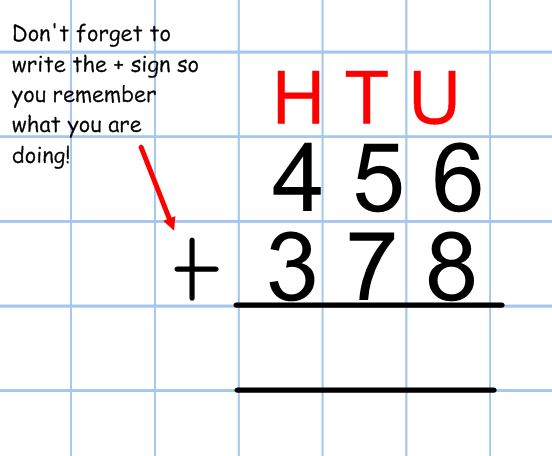 Don't forget to
write the + sign so
you remember
what you are
doing!
H T U
4 5 6
+ 3 7 8